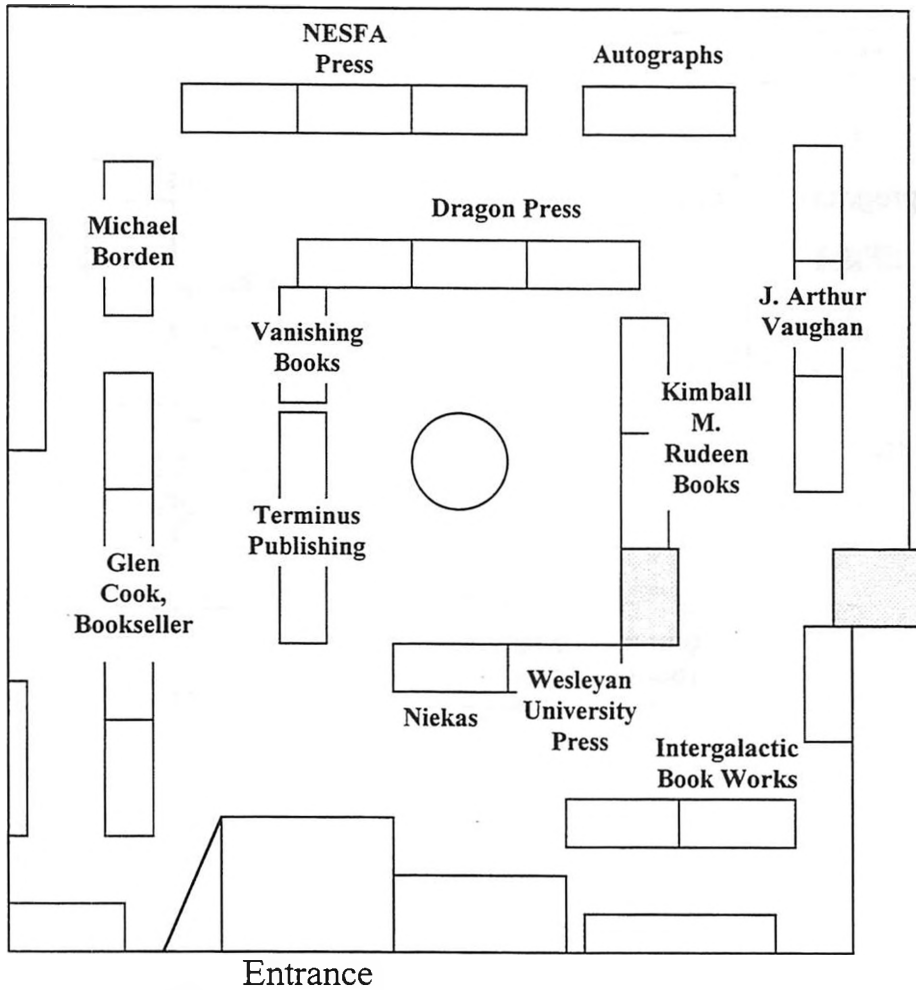 NESFA
Press
Autographs
Michael
Borden
Dragon Press
J. Arthur
Vaughan
Vanishing
Books
Kimball
M.
Rudeen
Books
Terminus
Publishing
Glen
Cook,
Bookseller
Niekas
Wesleyan
University
Press
Intergalactic
Book Works
Entrance